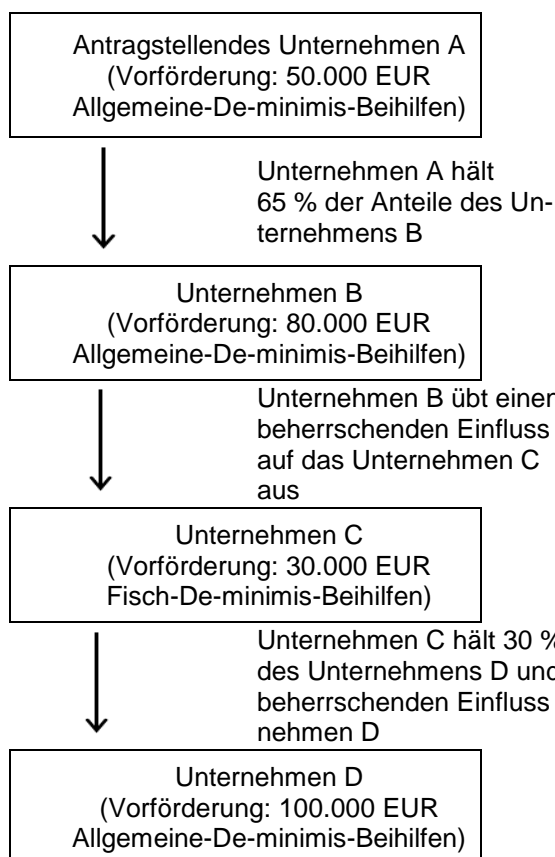 Antragstellendes Unternehmen A
(Vorförderung: 50.000 EUR
Allgemeine-De-minimis-Beihilfen)
Unternehmen A hält
65 % der Anteile des Un-
ternehmens B
Unternehmen B
(Vorförderung: 80.000 EUR
Allgemeine-De-minimis-Beihilfen)
Unternehmen B übt einen
beherrschenden Einfluss
auf das Unternehmen C
aus
Unternehmen C
(Vorförderung: 30.000 EUR
Fisch-De-minimis-Beihilfen)
Unternehmen C hält 30 %
des Unternehmens D und
beherrschenden Einfluss
nehmen D
Unternehmen D
(Vorförderung: 100.000 EUR
Allgemeine-De-minimis-Beihilfen)